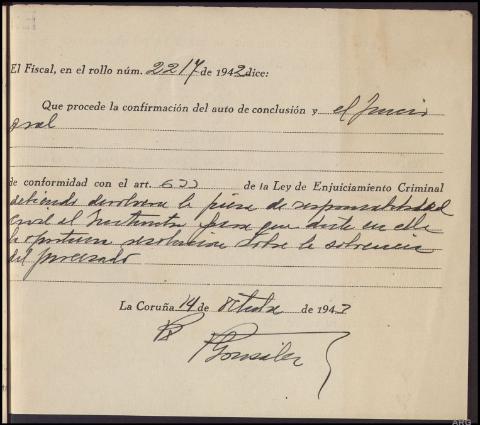 El Fiscal, en el rollo núm. 2217 de 1942 dice:
Que procede la confirmación del auto de conclusión y el juicio
oral
de conformidad con el art. 633 de la Ley de Enjuiciamiento Criminal
debiendo devolverse la pieza de responsabilidad
civil al Instructor para que dicte en ella
la oportuna resolucion sobre la solvencia
del procesado
La Coruña 14 de Octubre de 1942
González
ARG